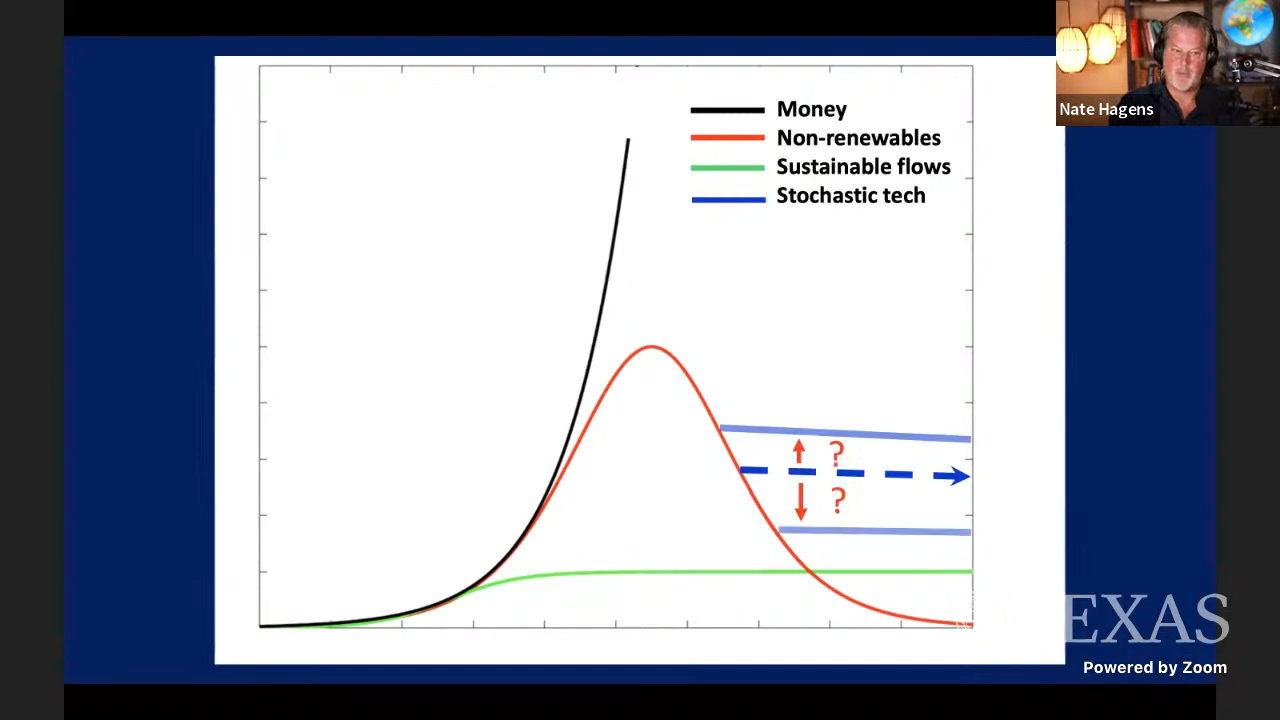 Money
Non-renewables
Sustainable flows
Stochastic tech
Nate Hagens
?
?
EXAS
Powered by Zoom